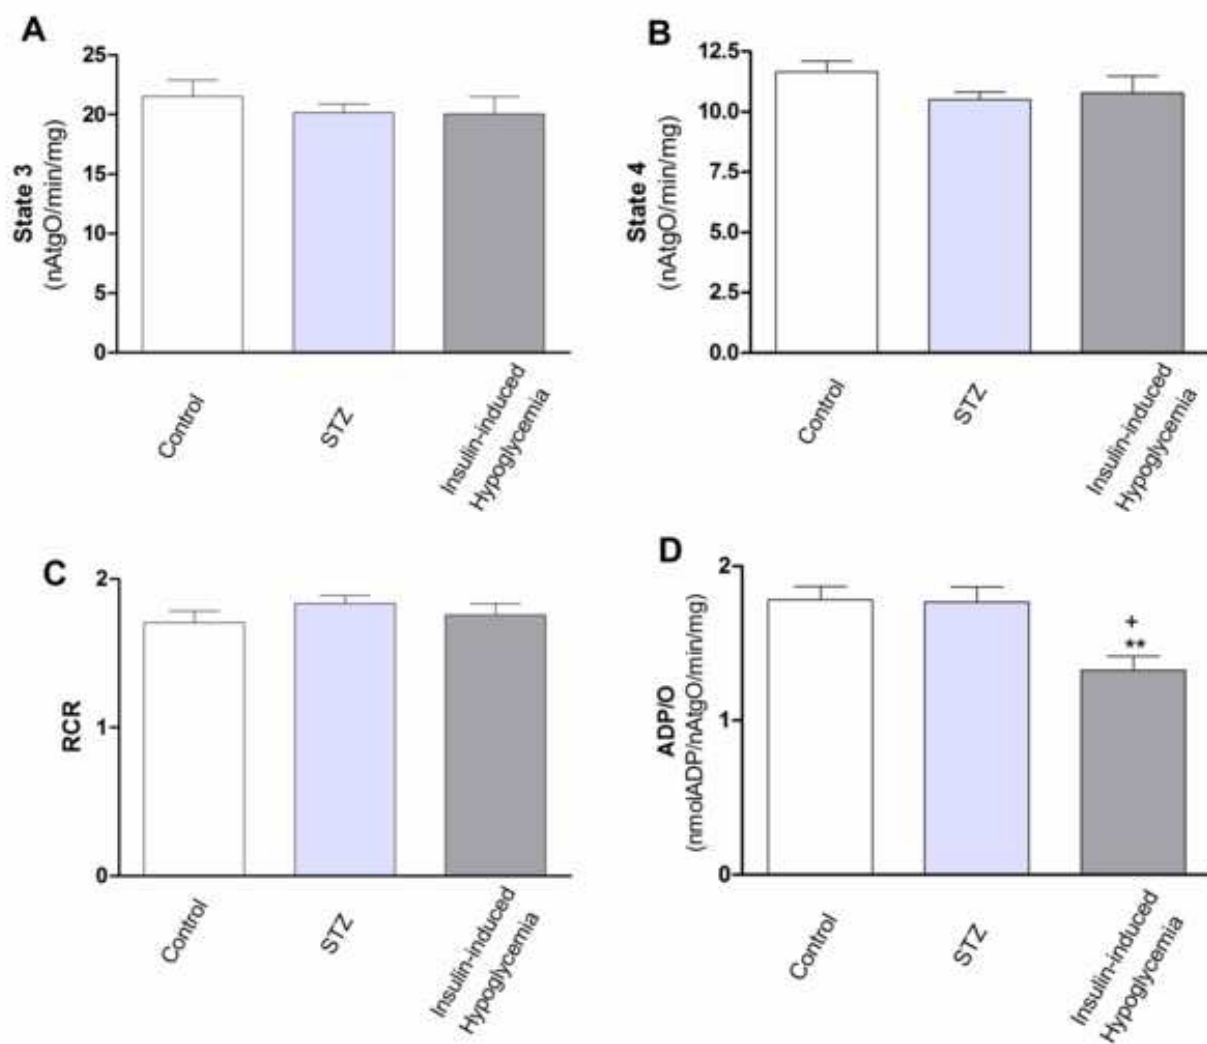 A
State 3
(nAtgO/min/mg)
25
20
15
10
5
0
Control
STZ
Insulin-induced
Hypoglycemia
B
State 4
(nAtgO/min/mg)
12.5
10.0
7.5
5.0
2.5
0.0
Control
STZ
Insulin-induced
Hypoglycemia
C
RCR
2
1
0
Control
STZ
Insulin-induced
Hypoglycemia
D
ADP/O
(nmolADP/nAtgO/min/mg)
2
1
0
+
**
Control
STZ
Insulin-induced
Hypoglycemia